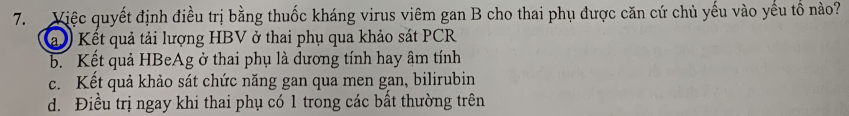 7. Việc quyết định điều trị bằng thuốc kháng virus viêm gan B cho thai phụ được căn cứ chủ yếu vào yếu tố nào?
a. Kết quả tải lượng HBV ở thai phụ qua khảo sát PCR
b. Kết quả HBeAg ở thai phụ là dương tính hay âm tính
c. Kết quả khảo sát chức năng gan qua men gan, bilirubin
d. Điều trị ngay khi thai phụ có 1 trong các bất thường trên